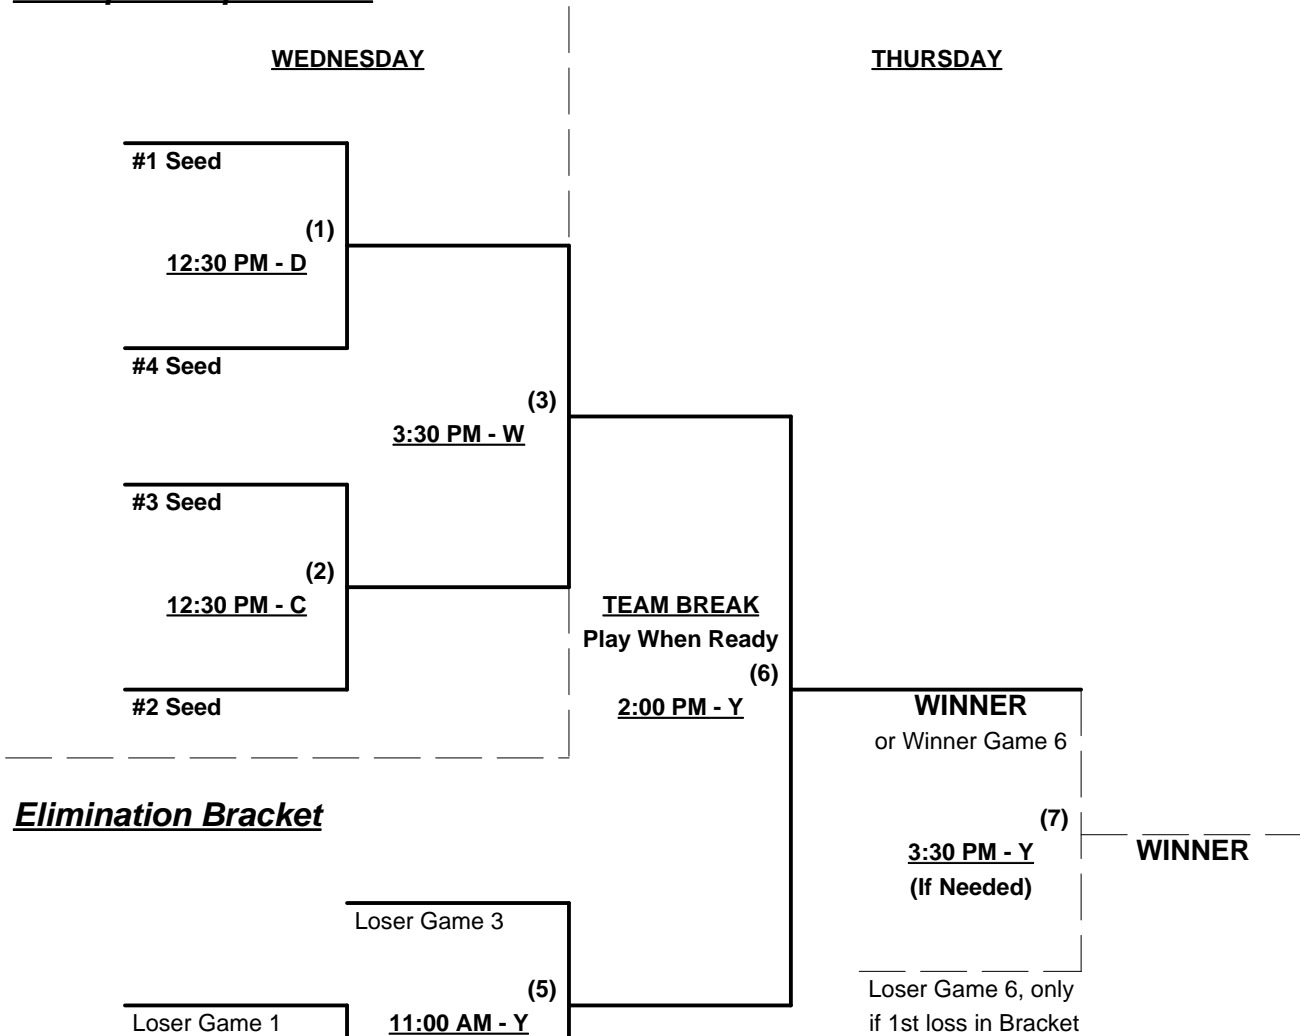 WEDNESDAY
THURSDAY
#1 Seed
(1)
12:30 PM - D
#4 Seed
(3)
3:30 PM - W
#3 Seed
(2)
12:30 PM - C
#2 Seed
TEAM BREAK
Play When Ready
(6)
2:00 PM - Y
WINNER
or Winner Game 6
(7)
3:30 PM - Y
(If Needed)
WINNER
Loser Game 6, only
if 1st loss in Bracket
Elimination Bracket
Loser Game 3
(5)
11:00 AM - Y
Loser Game 1